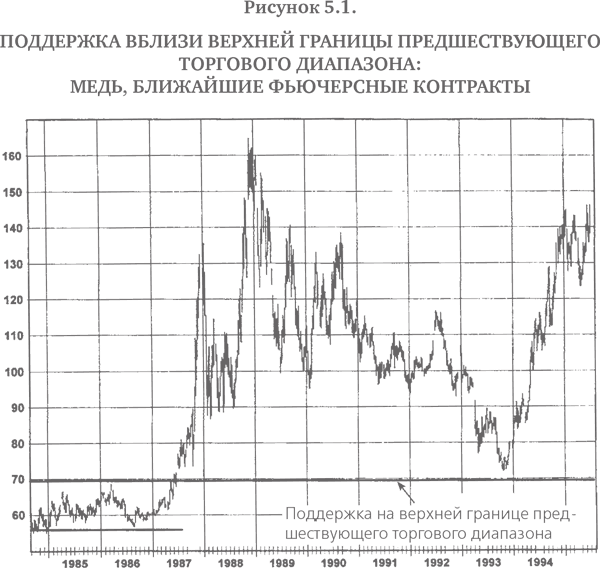 Рисунок 5.1.
ПОДДЕРЖКА ВБЛИЗИ ВЕРХНЕЙ ГРАНИЦЫ ПРЕДШЕСТВУЮЩЕГО
ТОРГОВОГО ДИАПАЗОНА:
МЕДЬ, БЛИЖАЙШИЕ ФЬЮЧЕРСНЫЕ КОНТРАКТЫ
160
150
140
130
120
110
100
90
80
70
60
Поддержка на верхней границе пред-
шествующего торгового диапазона
1985 1986 1987 1988 1989 1990 1991 1992 1993 1994